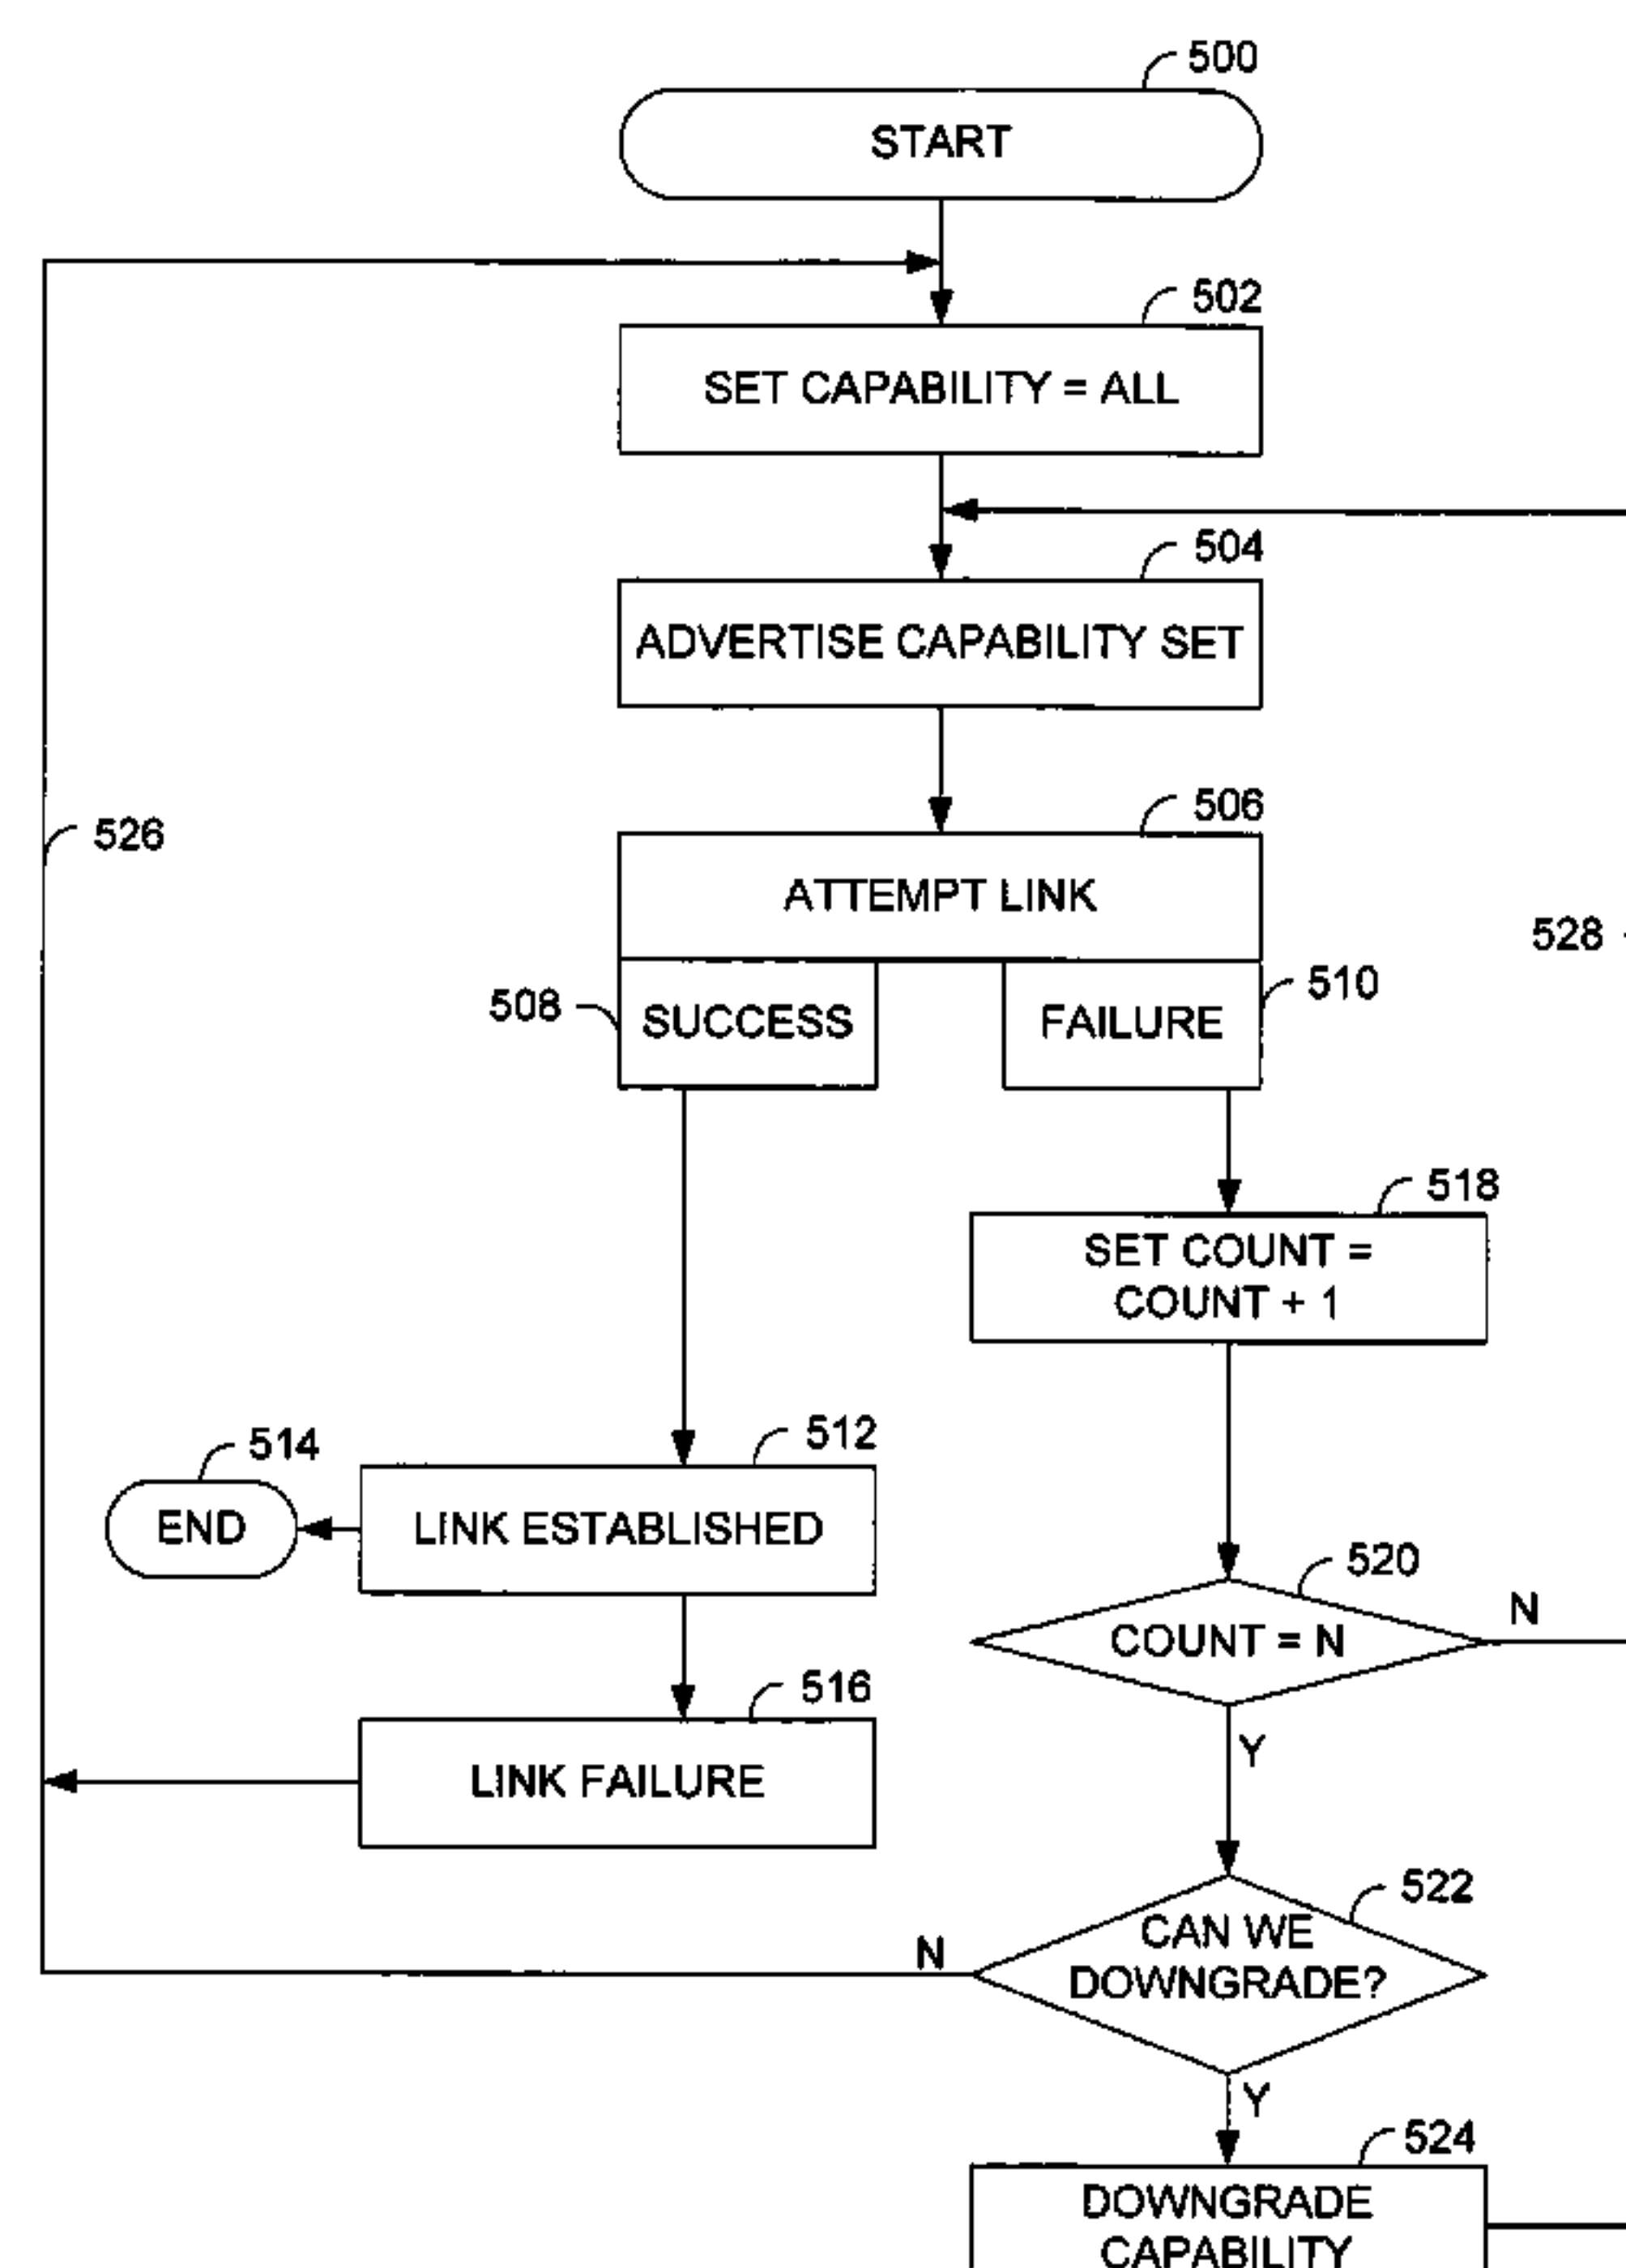 500
START
502
SET CAPABILITY = ALL
504
ADVERTISE CAPABILITY SET
506
526
ATTEMPT LINK
528
508
SUCCESS
FAILURE
510
518
SET COUNT =
COUNT + 1
514
END
512
LINK ESTABLISHED
520
COUNT = N
N
516
LINK FAILURE
Y
522
CAN WE
DOWNGRADE?
N
Y
524
DOWNGRADE
CAPABILITY